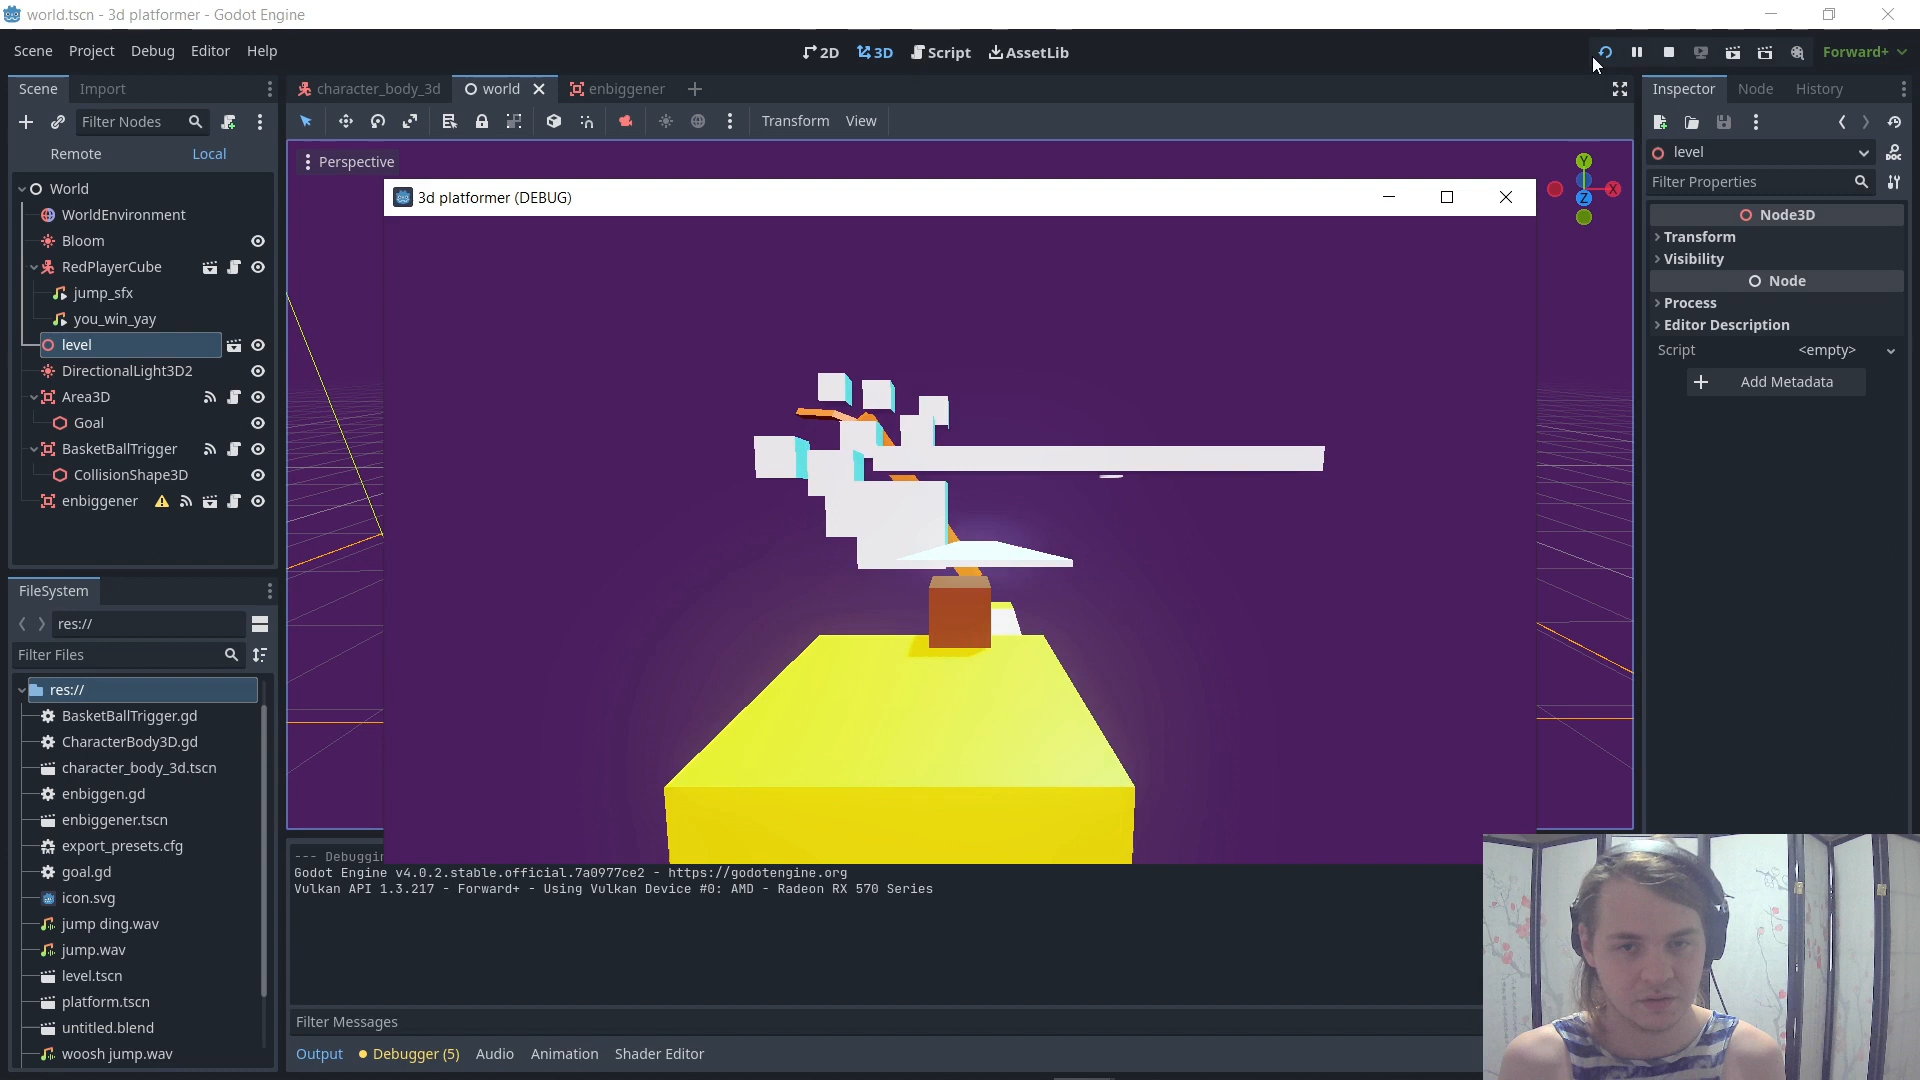 world.tscn - 3d platformer - Godot Engine
Scene Project Debug Editor Help
2D 3D Script AssetLib
Forward+
Scene Import
character_body_3d world enbiggener
Inspector Node History
Filter Nodes
Transform View
Remote Local
Perspective
level
Filter Properties
World
WorldEnvironment
Bloom
RedPlayerCube
jump_sfx
you_win_yay
level
DirectionalLight3D2
Area3D
Goal
BasketBallTrigger
CollisionShape3D
enbiggener
3d platformer (DEBUG)
Y
X
Z
Node3D
Transform
Visibility
Node
Process
Editor Description
Script <empty>
Add Metadata
FileSystem
res://
Filter Files
res://
BasketBallTrigger.gd
CharacterBody3D.gd
character_body_3d.tscn
enbiggen.gd
enbiggener.tscn
export_presets.cfg
goal.gd
icon.svg
jump ding.wav
jump.wav
level.tscn
platform.tscn
untitled.blend
woosh jump.wav
--- Debuggin
Godot Engine v4.0.2.stable.official.7a0977ce2 - https://godotengine.org
Vulkan API 1.3.217 - Forward+ - Using Vulkan Device #0: AMD - Radeon RX 570 Series
Filter Messages
Output Debugger (5) Audio Animation Shader Editor